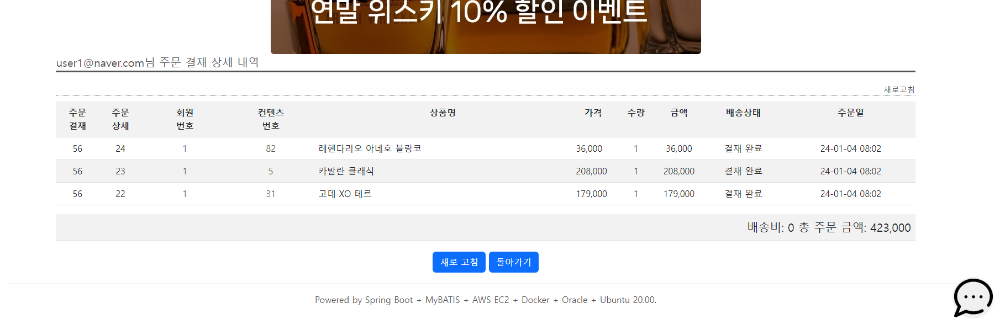 연말 위스키 10% 할인 이벤트
user1@naver.com님 주문 결재 상세 내역
새로고침
주문 결재 주문 상세 회원 번호 컨텐츠 번호 상품명 가격 수량 금액 배송상태 주문일
56 24 1 82 레헨다리오 아네호 블랑코 36,000 1 36,000 결재 완료 24-01-04 08:02
56 23 1 5 카발란 클래식 208,000 1 208,000 결재 완료 24-01-04 08:02
56 22 1 31 고데 XO 테르 179,000 1 179,000 결재 완료 24-01-04 08:02
배송비: 0 총 주문 금액: 423,000
새로 고침 돌아가기
Powered by Spring Boot + MyBATIS + AWS EC2 + Docker + Oracle + Ubuntu 20.00.